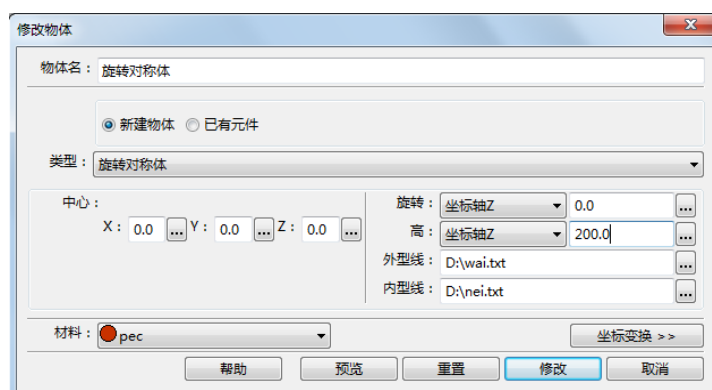 修改物体
物体名： 旋转对称体
新建物体 已有元件
类型： 旋转对称体
中心：
X： 0.0 ... Y： 0.0 ... Z： 0.0 ...
旋转： 坐标轴Z 0.0 ...
高： 坐标轴Z 200.0 ...
外型线： D:\wai.txt ...
内型线： D:\nei.txt ...
材料： pec 坐标变换 >>
帮助 预览 重置 修改 取消